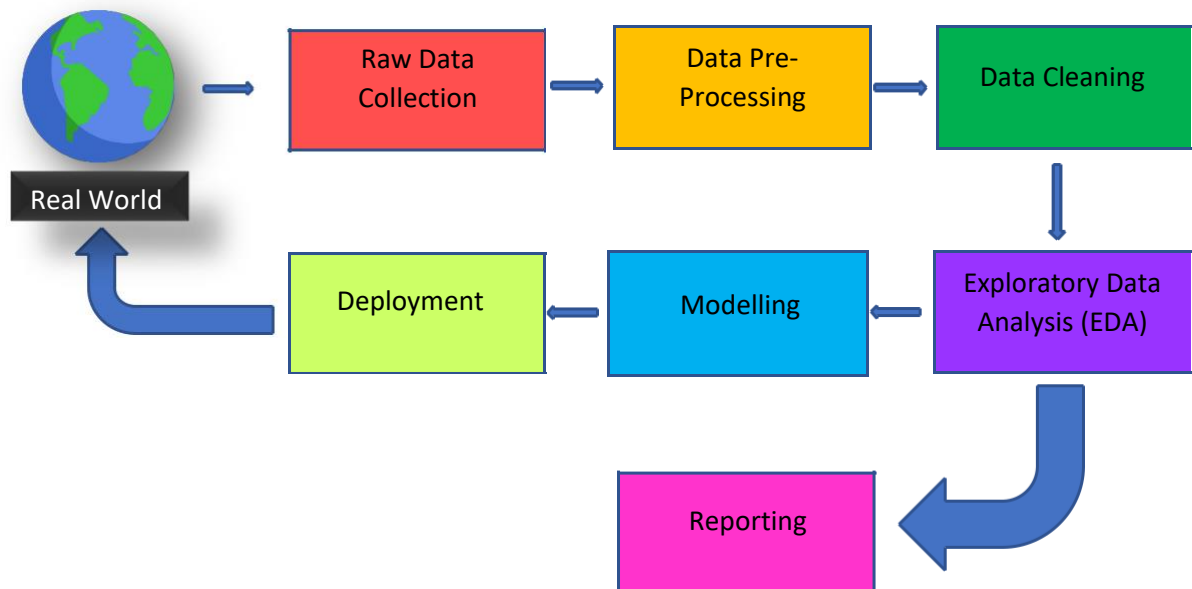 Raw Data
Collection
Data Pre-
Processing
Data Cleaning
Real World
Deployment
Modelling
Exploratory Data
Analysis (EDA)
Reporting